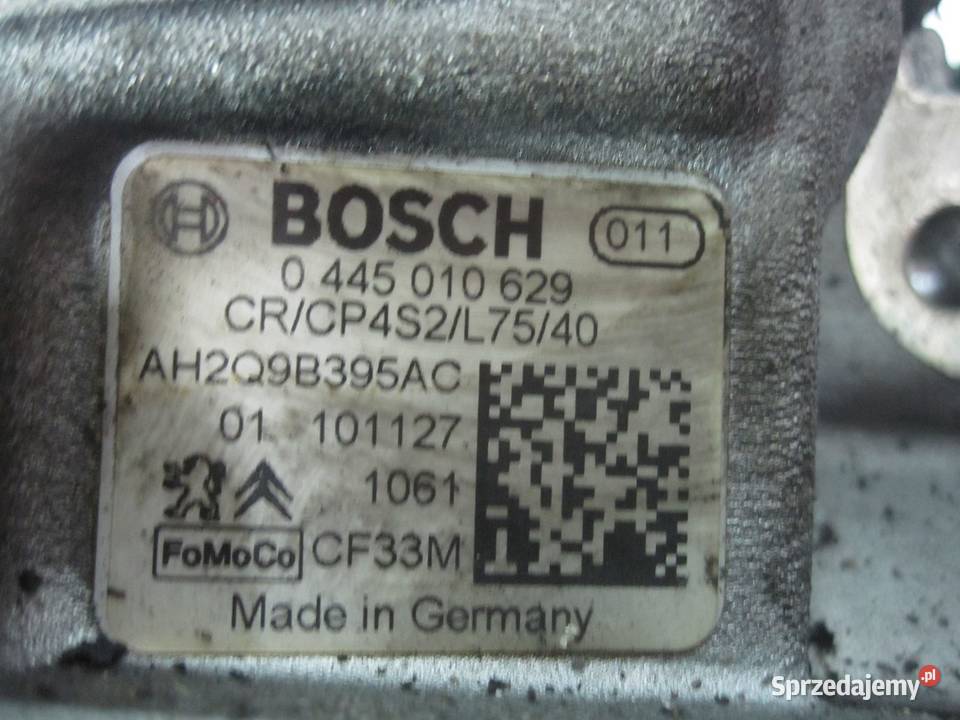 BOSCH 011
0 445 010 629
CR/CP4S2/L75/40
AH2Q9B395AC
01 101127
1061
FoMoCo CF33M
Made in Germany
Sprzedajemy.pl